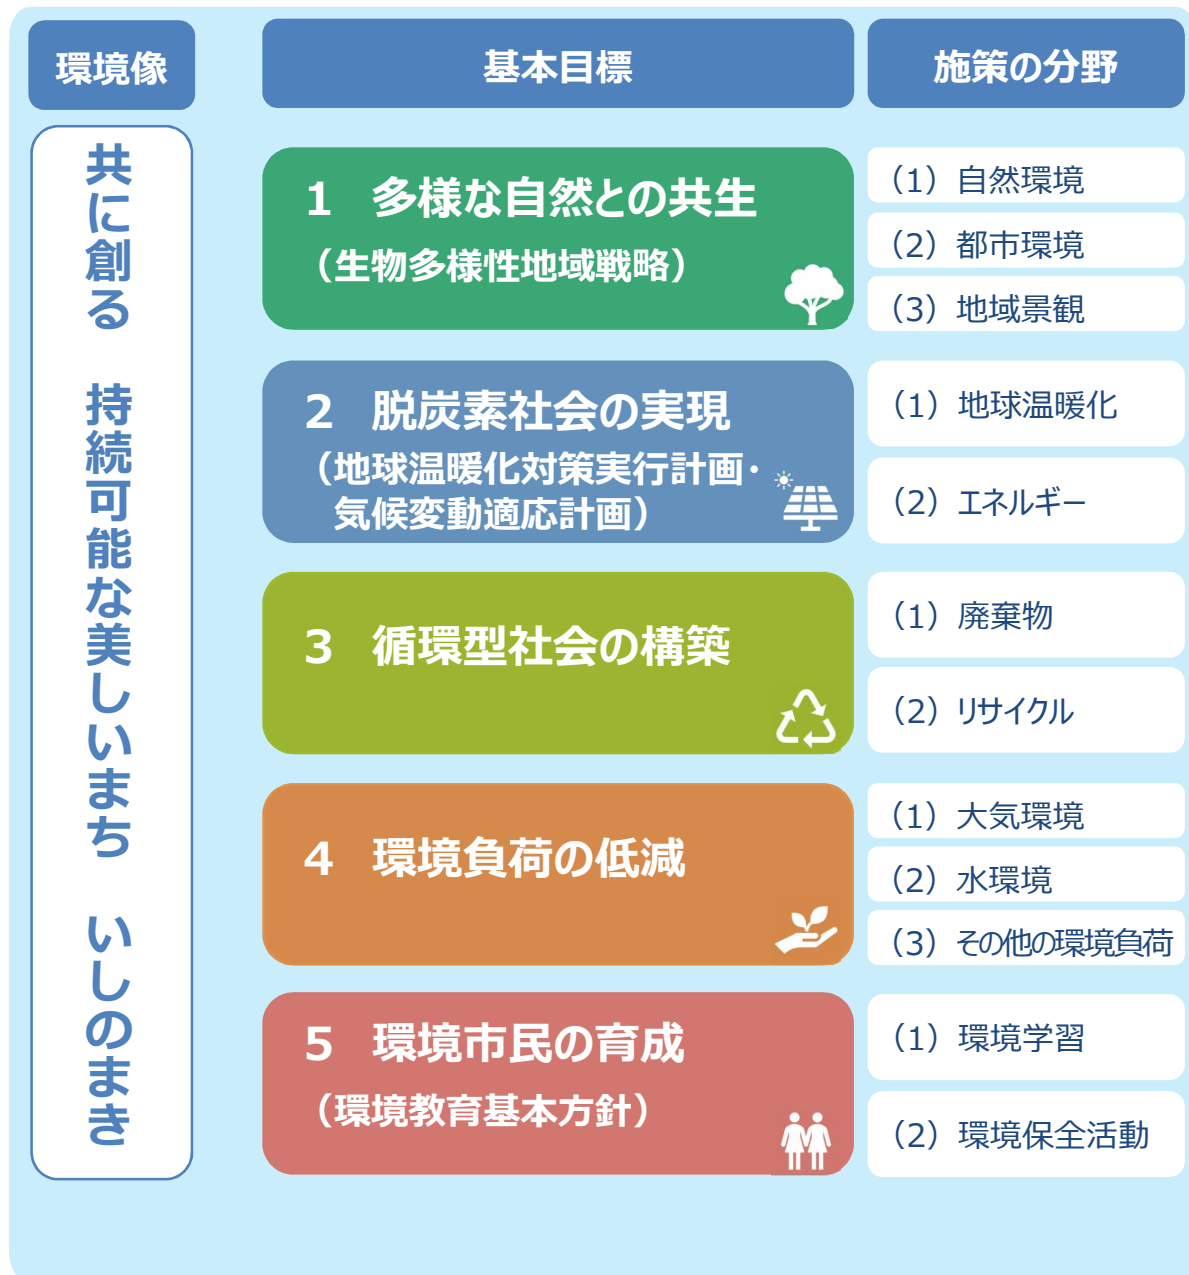 環境像
基本目標
施策の分野
共に創る　持続可能な美しいまち　いしのまき
1　多様な自然との共生
（生物多様性地域戦略）
（1）自然環境
（2）都市環境
（3）地域景観
2　脱炭素社会の実現
（地球温暖化対策実行計画・
気候変動適応計画）
（1）地球温暖化
（2）エネルギー
3　循環型社会の構築
（1）廃棄物
（2）リサイクル
4　環境負荷の低減
（1）大気環境
（2）水環境
（3）その他の環境負荷
5　環境市民の育成
（環境教育基本方針）
（1）環境学習
（2）環境保全活動